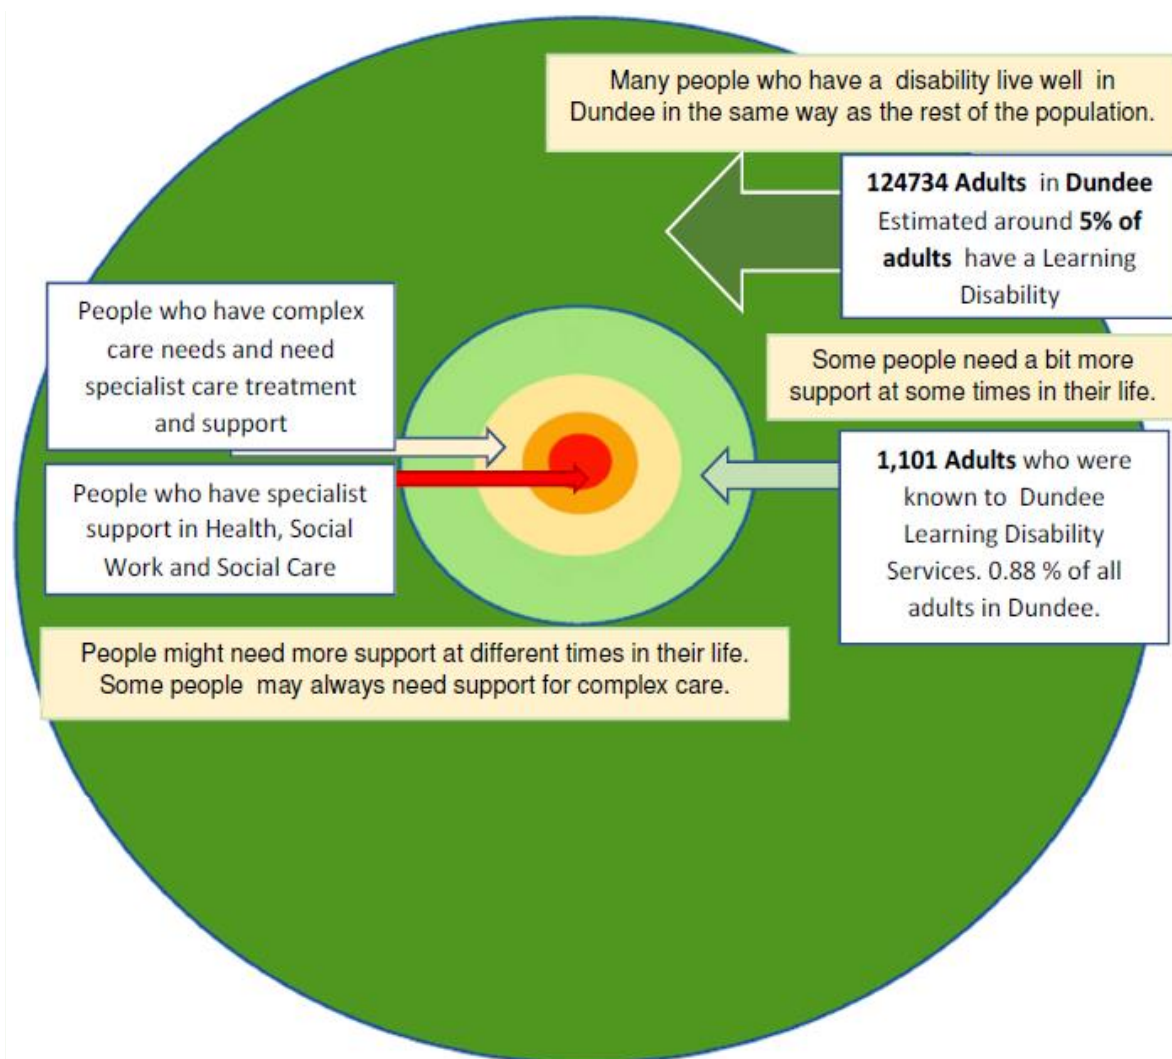 Many people who have a disability live well in
Dundee in the same way as the rest of the population.
124734 Adults in Dundee
Estimated around 5% of
adults have a Learning
Disability
People who have complex
care needs and need
specialist care treatment
and support
Some people need a bit more
support at some times in their life.
1,101 Adults who were
known to Dundee
Learning Disability
Services. 0.88 % of all
adults in Dundee.
People who have specialist
support in Health, Social
Work and Social Care
People might need more support at different times in their life.
Some people may always need support for complex care.